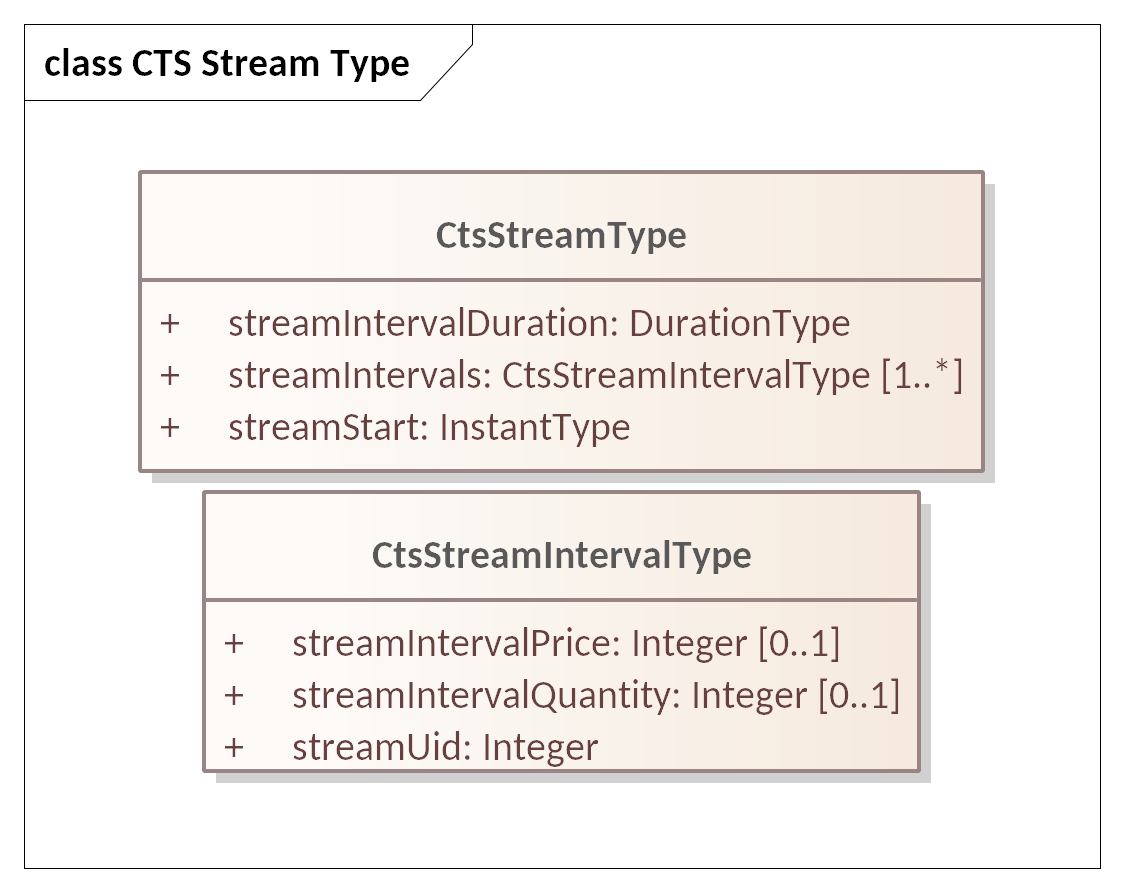 class CTS Stream Type
CtsStreamType
+ streamIntervalDuration: DurationType
+ streamIntervals: CtsStreamIntervalType [1..*]
+ streamStart: InstantType
CtsStreamIntervalType
+ streamIntervalPrice: Integer [0..1]
+ streamIntervalQuantity: Integer [0..1]
+ streamUid: Integer